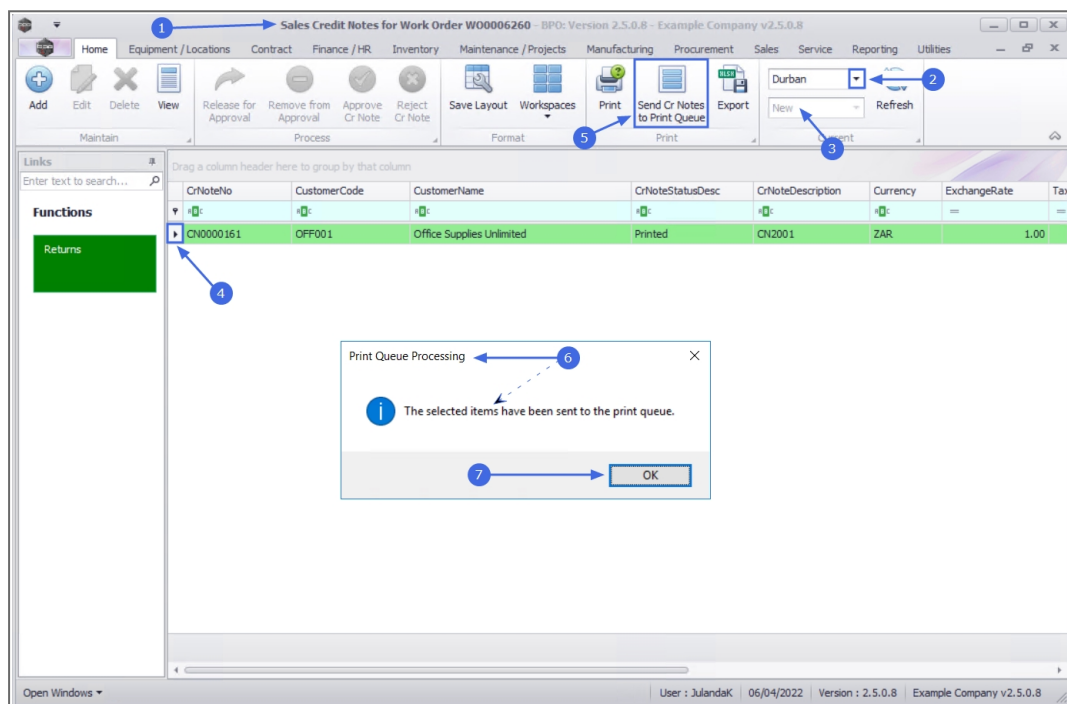 1
Sales Credit Notes for Work Order WO0006260 - BPO: Version 2.5.0.8 - Example Company v2.5.0.8
Home Equipment / Locations Contract Finance / HR Inventory Maintenance / Projects Manufacturing Procurement Sales Service Reporting Utilities
Add Edit Delete View Release for Approval Remove from Approval Approve Cr Note Reject Cr Note Save Layout Workspaces Print Send Cr Notes to Print Queue Export Durban 2 Refresh
New
5 3
Maintain Process Format Print Current
Links
Drag a column header here to group by that column
Enter text to search...
CrNoteNo CustomerCode CustomerName CrNoteStatusDesc CrNoteDescription Currency ExchangeRate Tax
Functions
CN0000161 OFF001 Office Supplies Unlimited Printed CN2001 ZAR 1.00
Returns
4
Print Queue Processing 6
The selected items have been sent to the print queue.
7 OK
Open Windows User : JulandaK 06/04/2022 Version : 2.5.0.8 Example Company v2.5.0.8